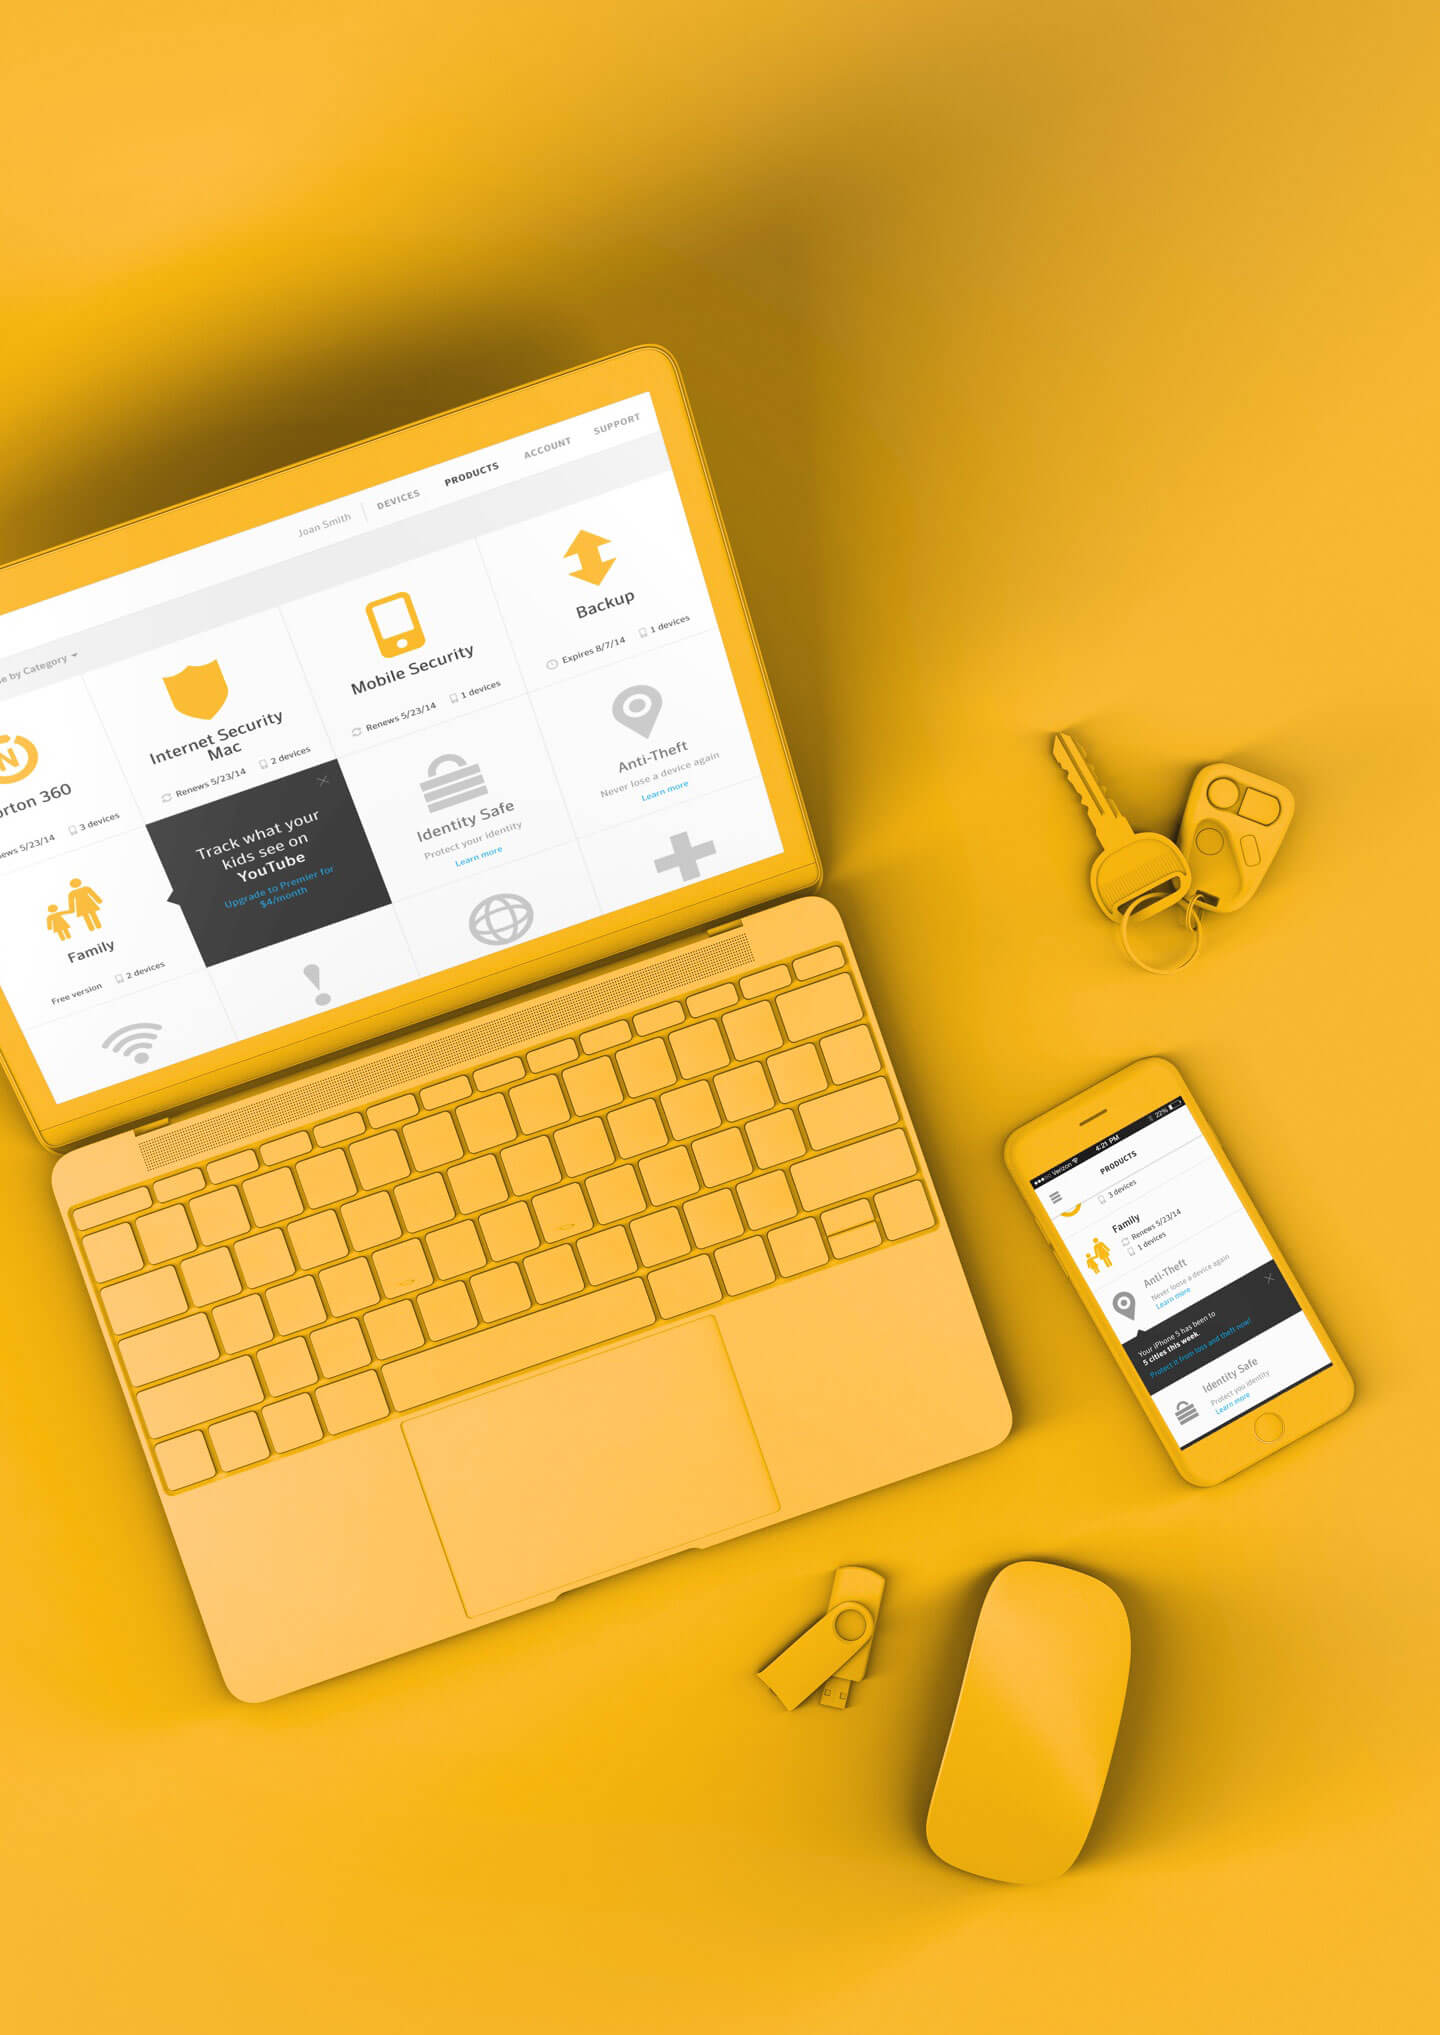 Joan Smith
DEVICES
PRODUCTS
ACCOUNT
SUPPORT
by Category
N
360
5/23/14
3 devices
Internet Security
Mac
Renews 5/23/14
2 devices
Mobile Security
Renews 5/23/14
1 devices
Backup
Expires 8/7/14
1 devices
Family
Free version
2 devices
Track what your
kids see on
YouTube
Upgrade to Premier for
$4/month
Identity Safe
Protect your identity
Learn more
Anti-Theft
Never lose a device again
Learn more
Verizon
4:21 PM
22%
PRODUCTS
3 devices
Family
Renews 5/23/14
1 devices
Anti-Theft
Never loose a device again
Learn more
Your iPhone 5 has been to
5 cities this week.
Protect it from loss and theft now!
Identity Safe
Protect you identity
Learn more